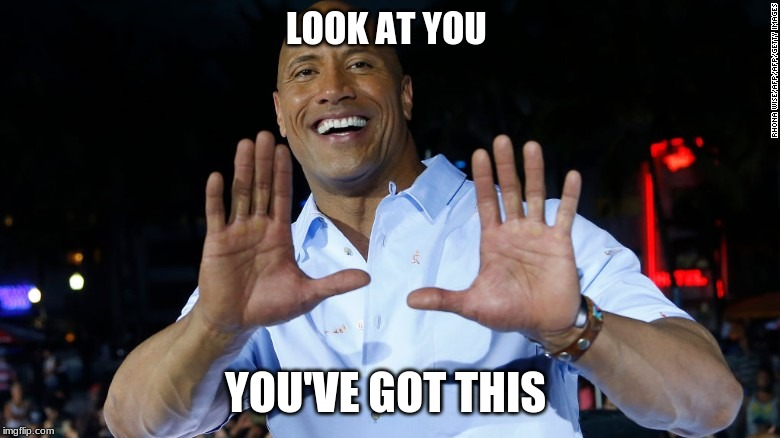 LOOK AT YOU
YOU'VE GOT THIS
RHONA WISE/AFP/AFP/GETTY IMAGES
imgflip.com